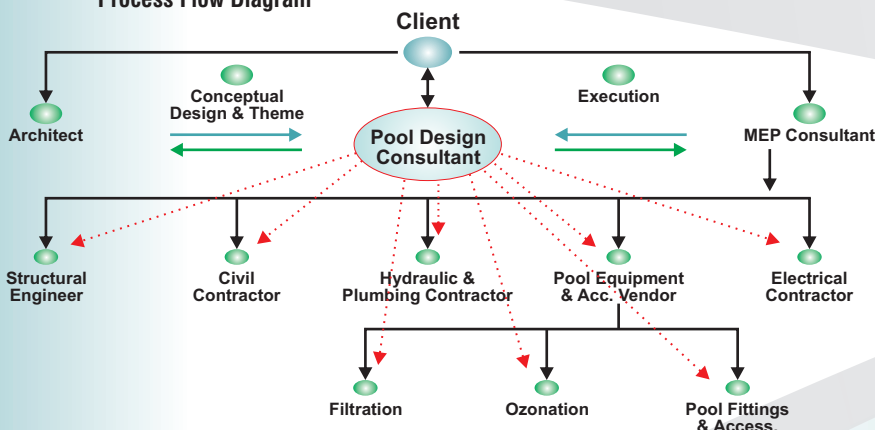 Process Flow Diagram
Client
Conceptual
Design & Theme
Execution
Architect
Pool Design
Consultant
MEP Consultant
Structural
Engineer
Civil
Contractor
Hydraulic &
Plumbing Contractor
Pool Equipment
& Acc. Vendor
Electrical
Contractor
Filtration
Ozonation
Pool Fittings
& Access.